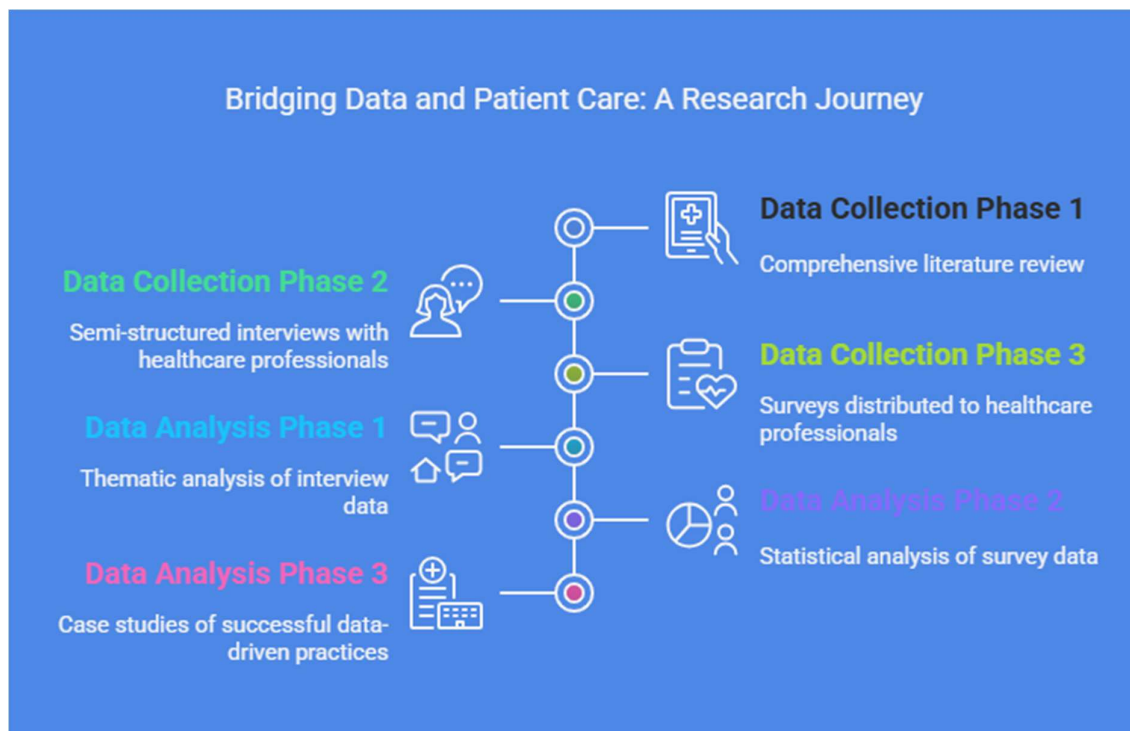 Bridging Data and Patient Care: A Research Journey
Data Collection Phase 1
Comprehensive literature review
Data Collection Phase 2
Semi-structured interviews with
healthcare professionals
Data Collection Phase 3
Surveys distributed to healthcare
professionals
Data Analysis Phase 1
Thematic analysis of interview
data
Data Analysis Phase 2
Statistical analysis of survey data
Data Analysis Phase 3
Case studies of successful data-
driven practices